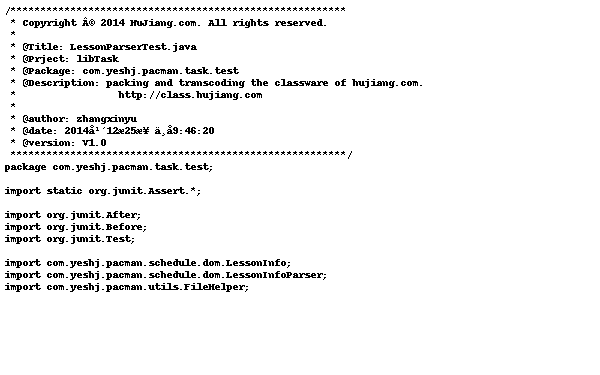 /********************************************************
 * Copyright Â© 2014 HuJiang.com. All rights reserved.
 *
 * @Title: LessonParserTest.java
 * @Prject: libTask
 * @Package: com.yeshj.pacman.task.test
 * @Description: packing and transcoding the classware of hujiang.com.
 *                 http://class.hujiang.com
 *
 * @author: zhangxinyu
 * @date: 2014å¹´12æ25æ¥ ä¸å9:46:20
 * @version: V1.0
 ********************************************************/
package com.yeshj.pacman.task.test;

import static org.junit.Assert.*;

import org.junit.After;
import org.junit.Before;
import org.junit.Test;

import com.yeshj.pacman.schedule.dom.LessonInfo;
import com.yeshj.pacman.schedule.dom.LessonInfoParser;
import com.yeshj.pacman.utils.FileHelper;